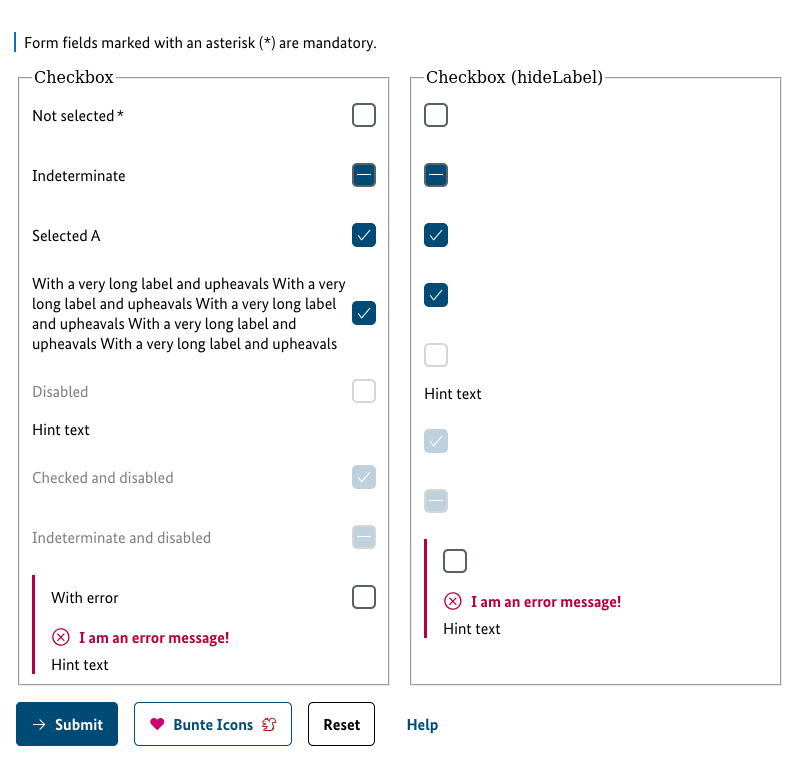 Form fields marked with an asterisk (*) are mandatory.
Checkbox
Not selected *
Indeterminate
Selected A
With a very long label and upheavals With a very
long label and upheavals With a very long label
and upheavals With a very long label and
upheavals With a very long label and upheavals
Disabled
Hint text
Checked and disabled
Indeterminate and disabled
With error
I am an error message!
Hint text
Checkbox (hideLabel)
Hint text
I am an error message!
Hint text
Submit
Bunte Icons
Reset
Help